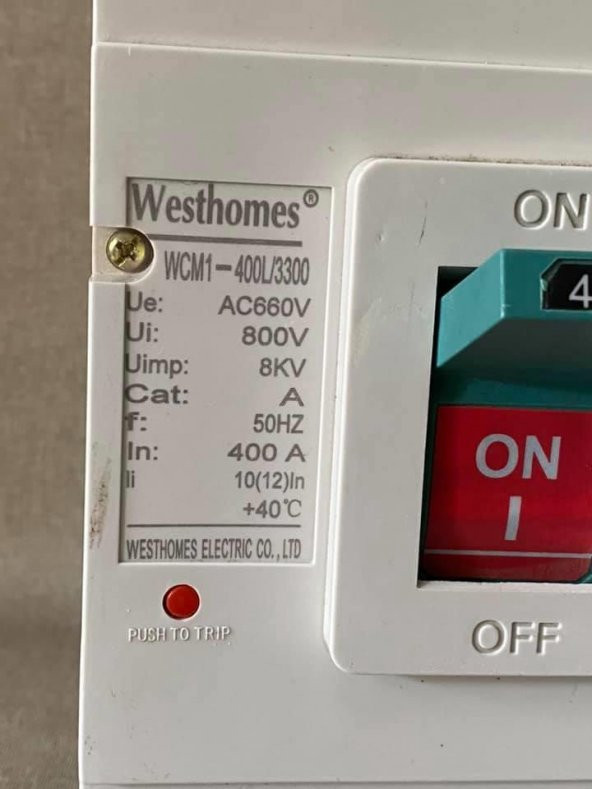 Westhomes®
WCM1-400L/3300
Ue: AC660V
Ui: 800V
Uimp: 8KV
Cat: A
f: 50HZ
In: 400 A
Ii 10(12)In
+40℃
WESTHOMES ELECTRIC CO., LTD
PUSH TO TRIP
ON
4
ON
I
OFF